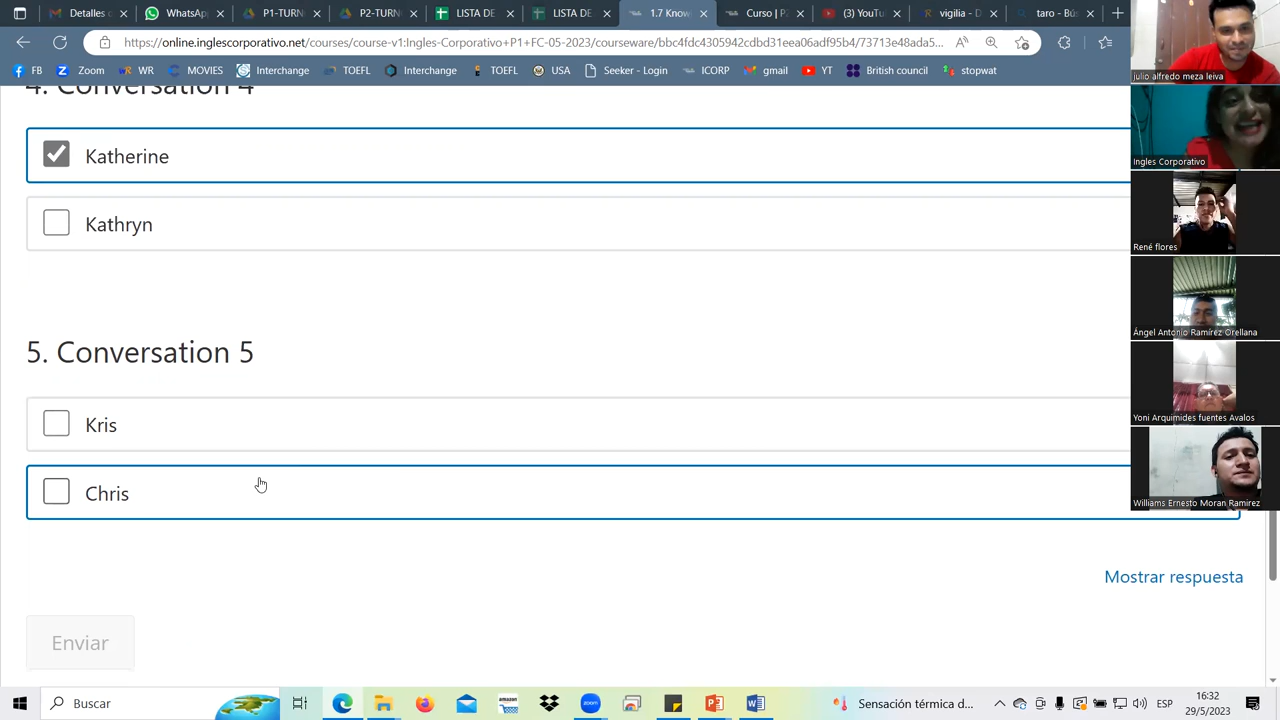 Detalles c
WhatsApp
P1-TURN
P2-TURN
LISTA DE
LISTA DE
1.7 Know
Curso | P
(3) YouTu
vigilia - D
taro - Bús
https://online.inglescorporativo.net/courses/course-v1:Ingles-Corporativo+P1+FC-05-2023/courseware/bbc4fdc4305942cdbd31eea06adf95b4/73713e48ada5...
FB
Zoom
WR
MOVIES
Interchange
TOEFL
Interchange
TOEFL
USA
Seeker - Login
ICORP
gmail
YT
British council
stopwat
4. Conversation 4
Katherine
Kathryn
5. Conversation 5
Kris
Chris
Mostrar respuesta
Enviar
julio alfredo meza leiva
Ingles Corporativo
René flores
Ángel Antonio Ramírez Orellana
Yoni Arquimides fuentes Avalos
Williams Ernesto Moran Ramirez
Buscar
Sensación térmica d...
ESP
16:32
29/5/2023